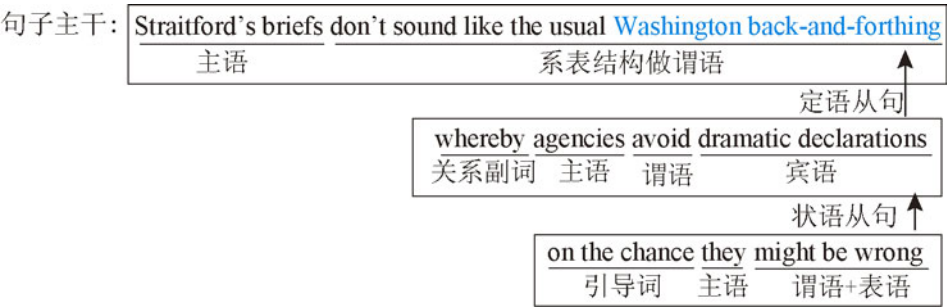 句子主干: Straitford's briefs don't sound like the usual Washington back-and-forthing
主语 系表结构做谓语
定语从句
whereby agencies avoid dramatic declarations
关系副词 主语 谓语 宾语
状语从句
on the chance they might be wrong
引导词 主语 谓语+表语